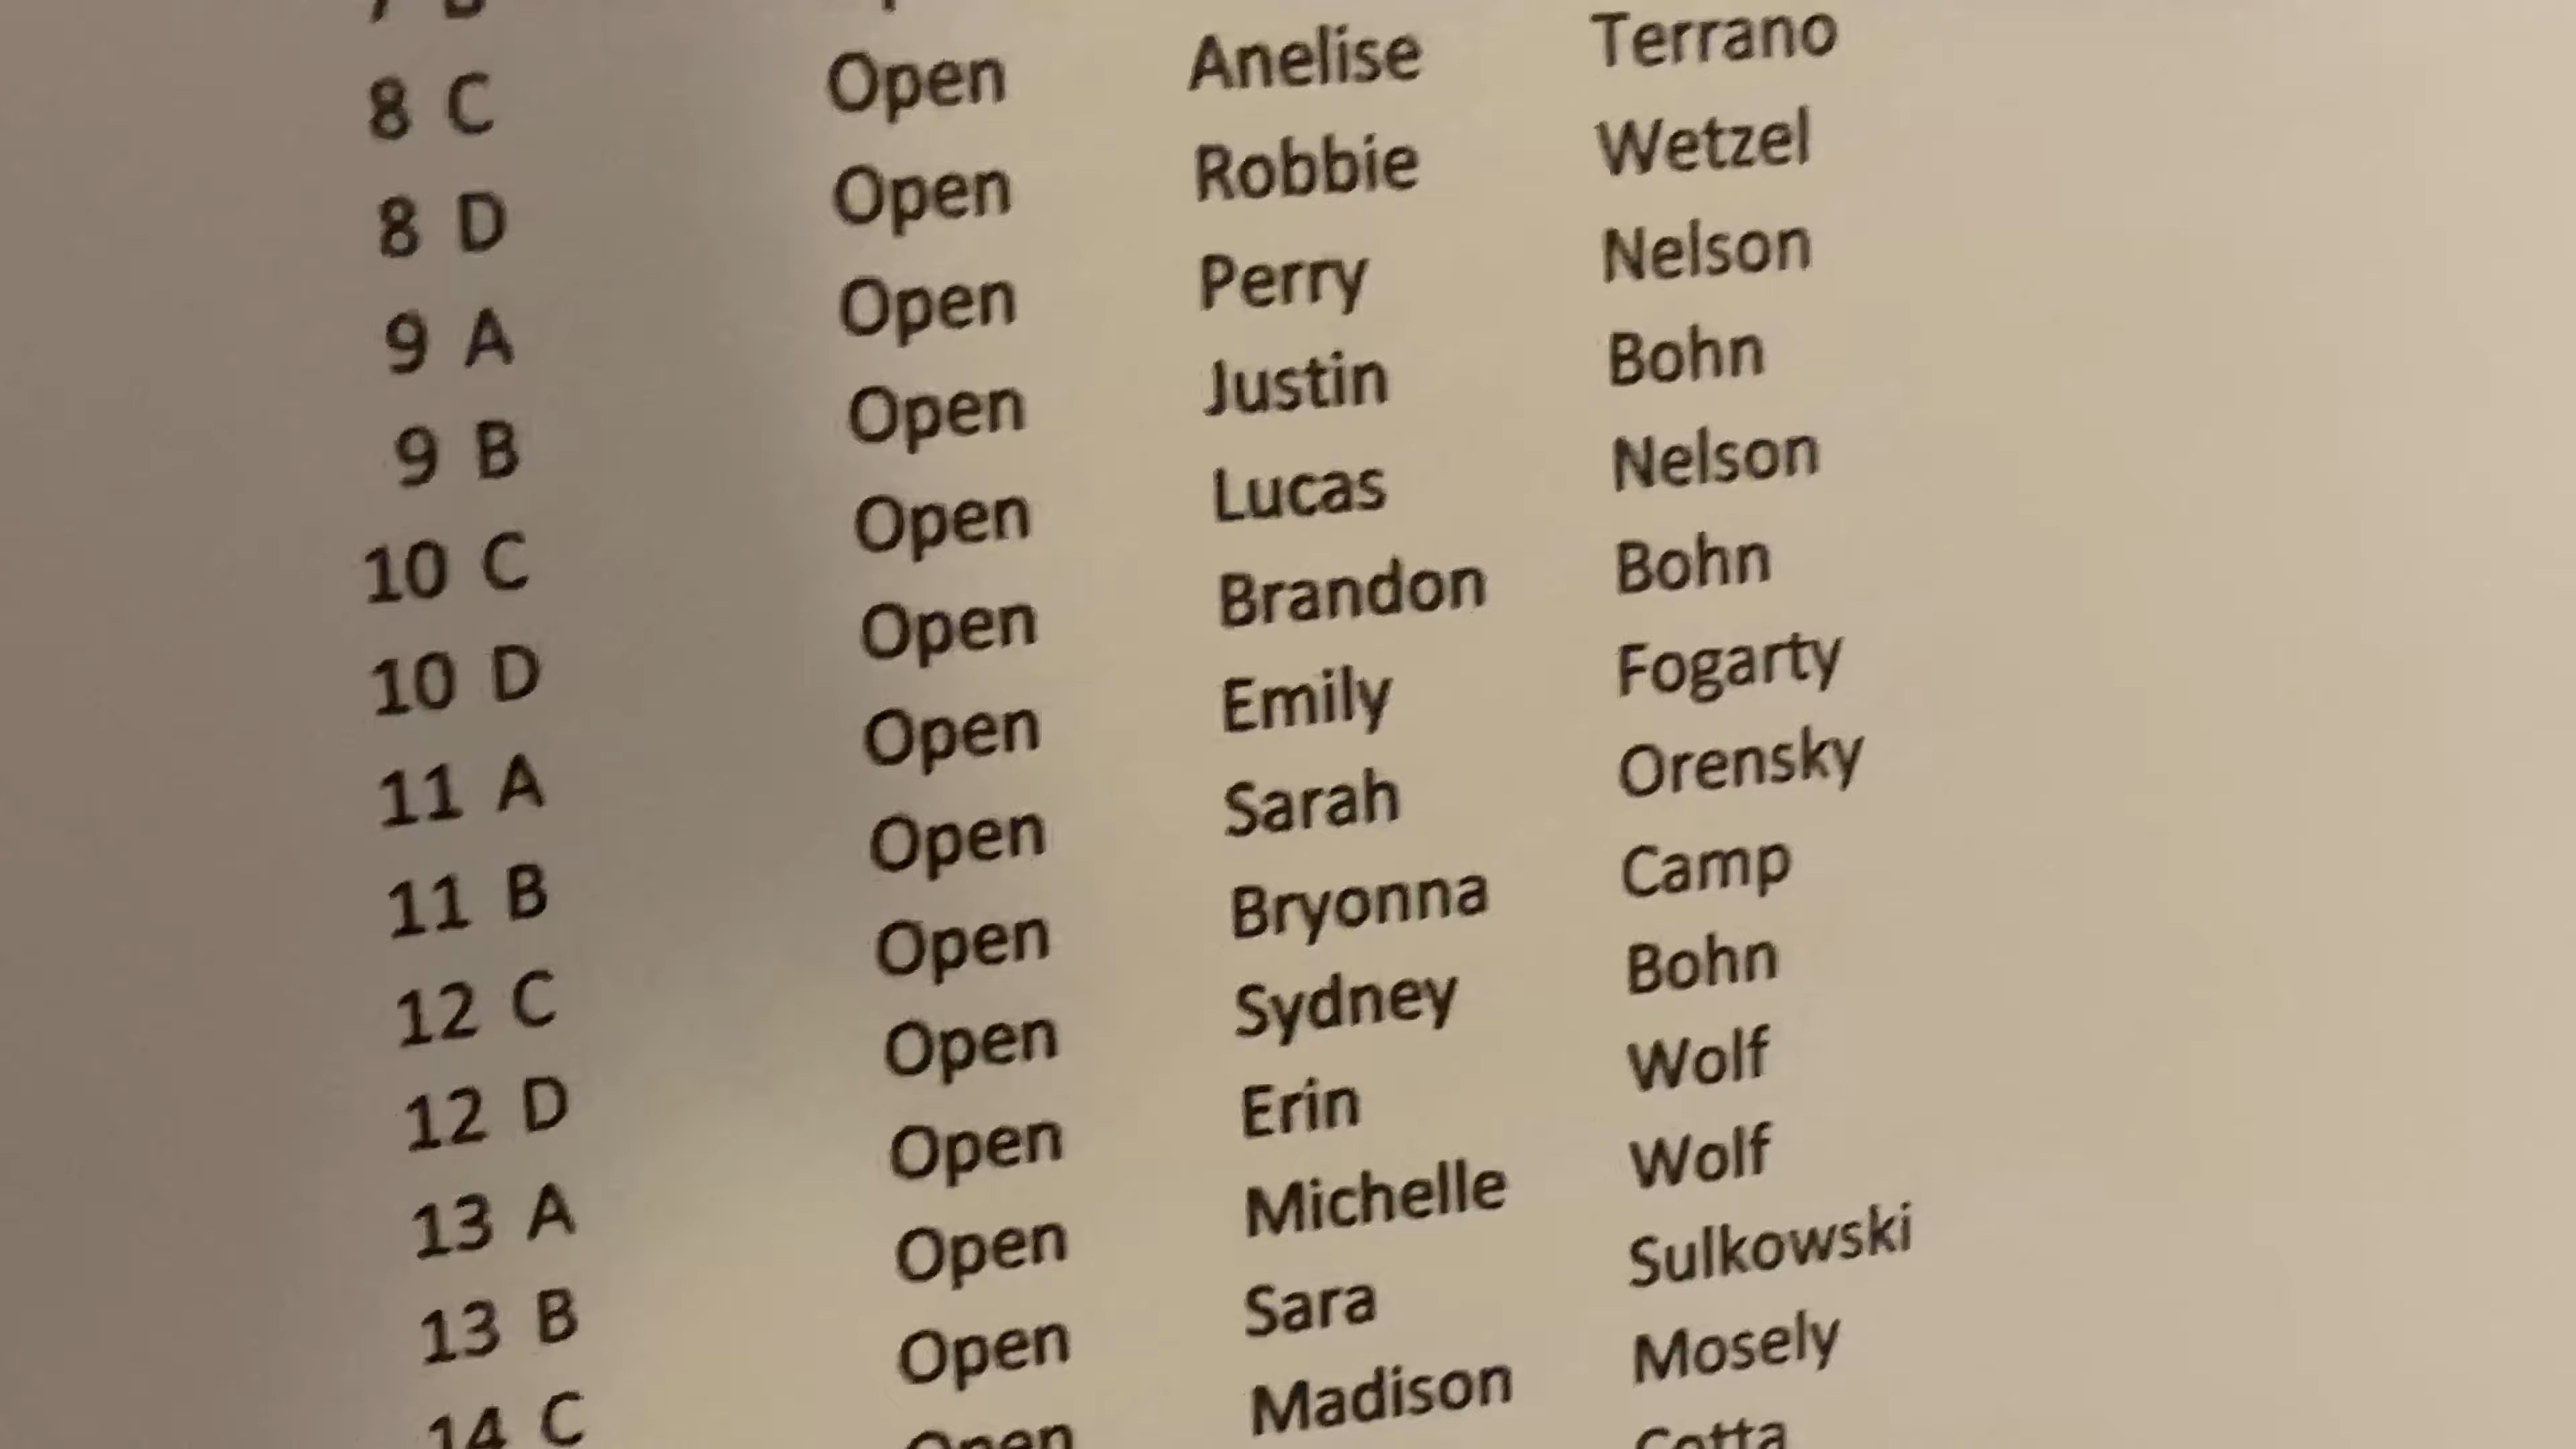 8 C Open Anelise Terrano
8 D Open Robbie Wetzel
9 A Open Perry Nelson
9 B Open Justin Bohn
10 C Open Lucas Nelson
10 D Open Brandon Bohn
11 A Open Emily Fogarty
11 B Open Sarah Orensky
12 C Open Bryonna Camp
12 D Open Sydney Bohn
13 A Open Erin Wolf
13 B Open Michelle Wolf
14 C Open Sara Sulkowski
Open Madison Mosely
Cotta